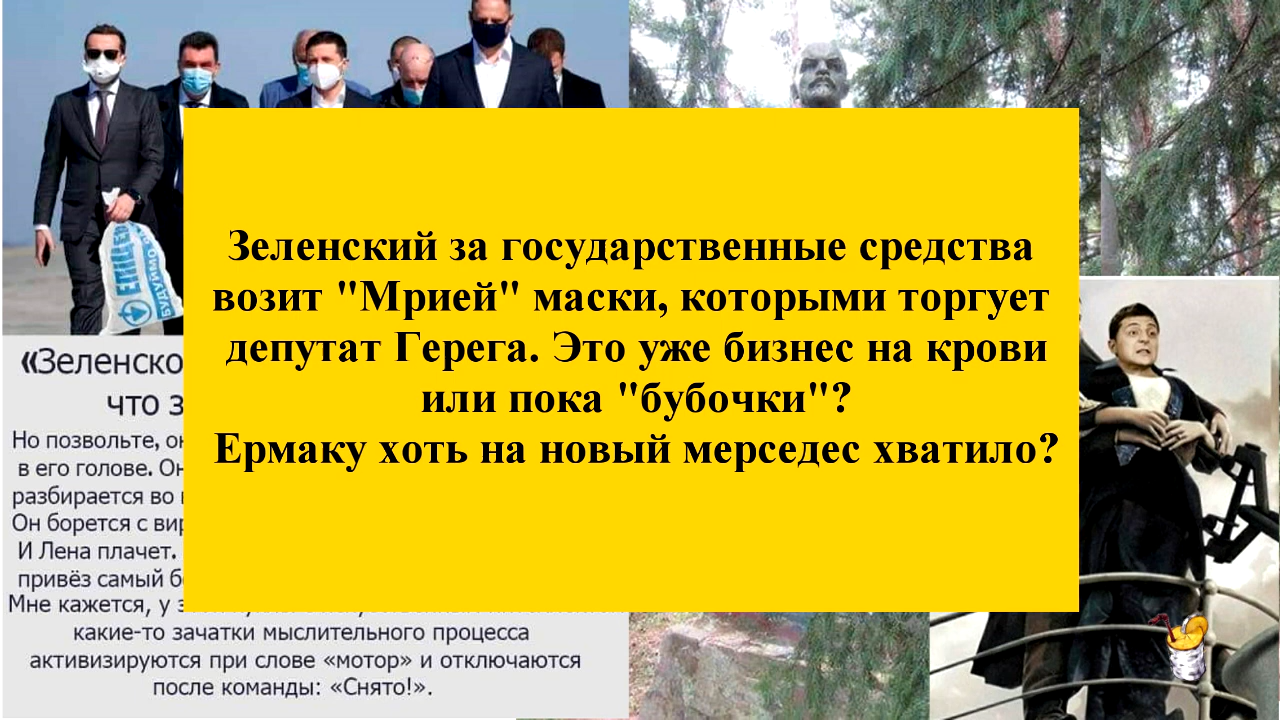 Зеленский за государственные средства
возит "Мрией" маски, которыми торгует
депутат Герега. Это уже бизнес на крови
или пока "бубочки"?
Ермаку хоть на новый мерседес хватило?
ЕПІЦЕ
«Зеленско
что з
Но позвольте, он
в его голове. Он
разбирается во
Он борется с вир
И Лена плачет.
привёз самый б
Мне кажется, у
какие-то зачатки мыслительного процесса
активизируются при слове «мотор» и отключаются
после команды: «Снято!».